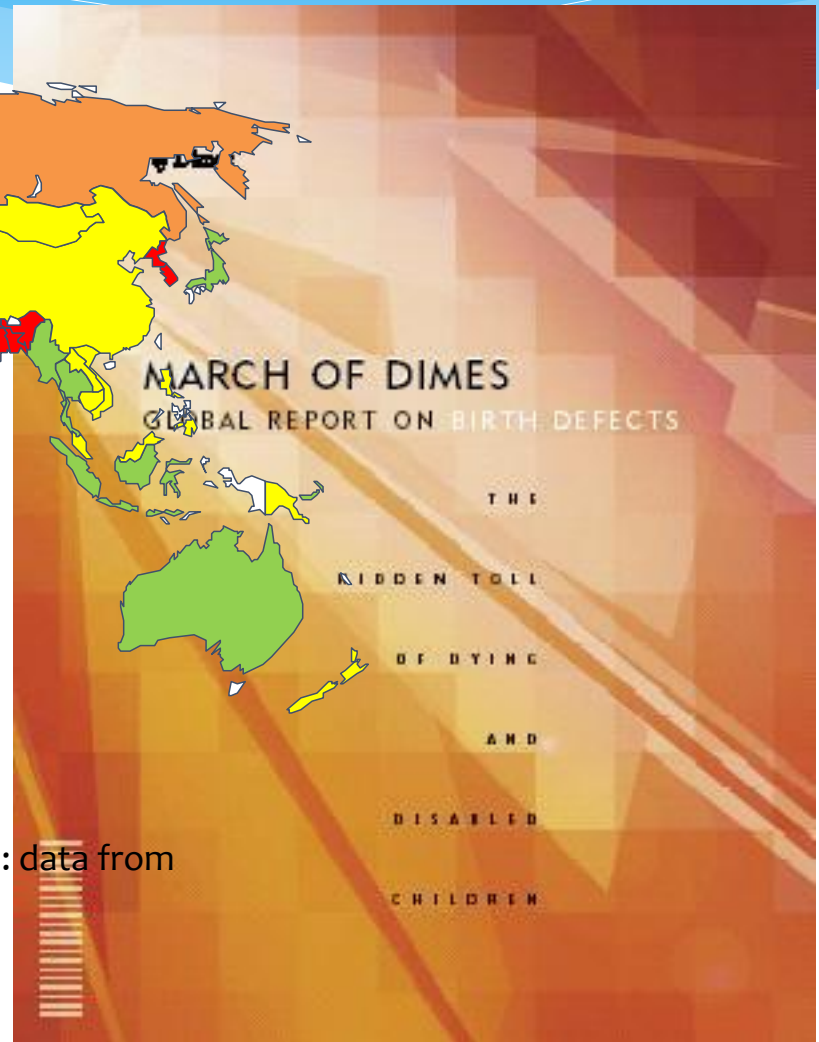 MARCH OF DIMES
GLOBAL REPORT ON BIRTH DEFECTS
THE
HIDDEN TOLL
OF DYING
AND
DISABLED
CHILDREN
: data from